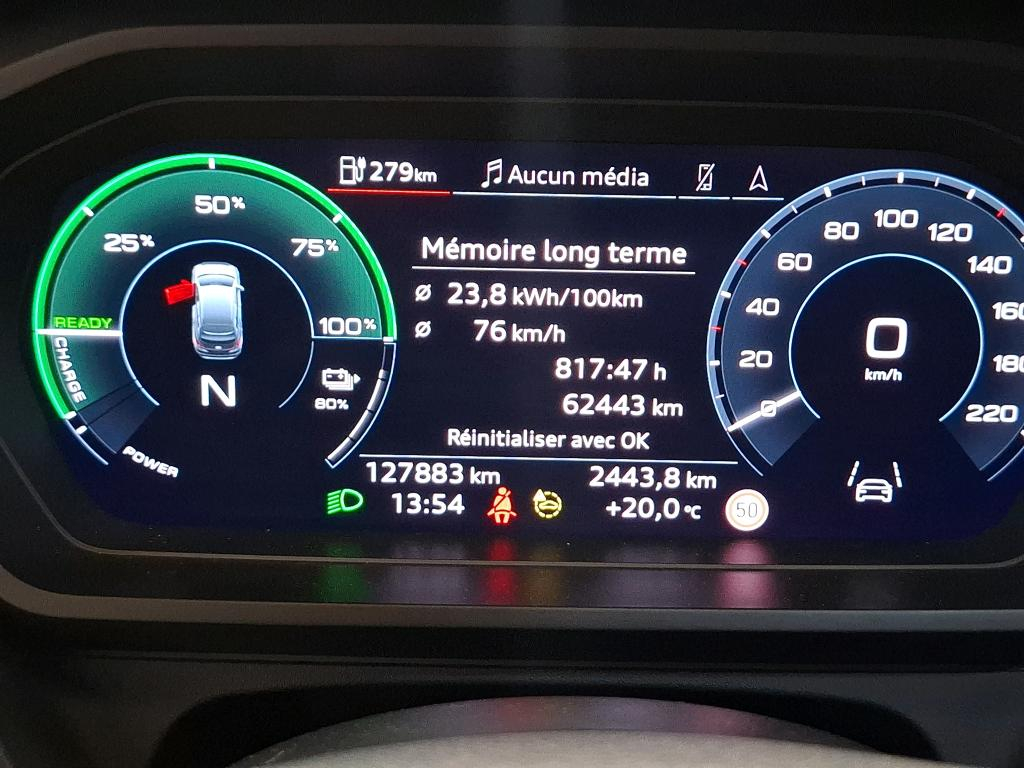 279km
Aucun média
25%
50%
75%
100%
READY
CHARGE
POWER
N
80%
Mémoire long terme
ø 23,8 kWh/100km
ø 76 km/h
817:47 h
62443 km
Réinitialiser avec OK
127883 km
2443,8 km
13:54
+20,0 °C
50
0
20
40
60
80
100
120
140
220
0
km/h